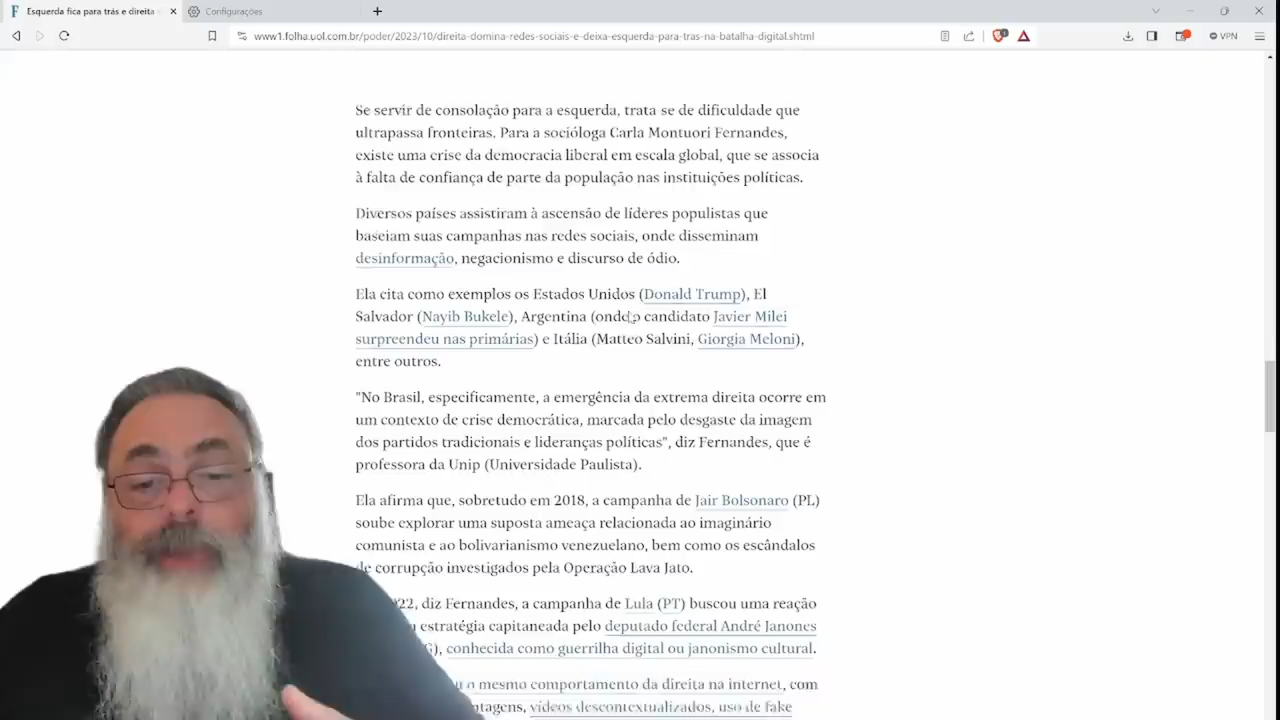 Esquerda fica para trás e direita
Configurações
www1.folha.uol.com.br/poder/2023/10/direita-domina-redes-sociais-e-deixa-esquerda-para-tras-na-batalha-digital.shtml
VPN
Se servir de consolação para a esquerda, trata-se de dificuldade que
ultrapassa fronteiras. Para a socióloga Carla Montuori Fernandes,
existe uma crise da democracia liberal em escala global, que se associa
à falta de confiança de parte da população nas instituições políticas.
Diversos países assistiram à ascensão de líderes populistas que
baseiam suas campanhas nas redes sociais, onde disseminam
desinformação, negacionismo e discurso de ódio.
Ela cita como exemplos os Estados Unidos (Donald Trump), El
Salvador (Nayib Bukele), Argentina (onde o candidato Javier Milei
surpreendeu nas primárias) e Itália (Matteo Salvini, Giorgia Meloni),
entre outros.
"No Brasil, especificamente, a emergência da extrema direita ocorre em
um contexto de crise democrática, marcada pelo desgaste da imagem
dos partidos tradicionais e lideranças políticas", diz Fernandes, que é
professora da Unip (Universidade Paulista).
Ela afirma que, sobretudo em 2018, a campanha de Jair Bolsonaro (PL)
soube explorar uma suposta ameaça relacionada ao imaginário
comunista e ao bolivarianismo venezuelano, bem como os escândalos
de corrupção investigados pela Operação Lava Jato.
22, diz Fernandes, a campanha de Lula (PT) buscou uma reação
estratégia capitaneada pelo deputado federal André Janones
), conhecida como guerrilha digital ou janonismo cultural.
o mesmo comportamento da direita na internet, com
ntagens, vídeos descontextualizados, uso de fake